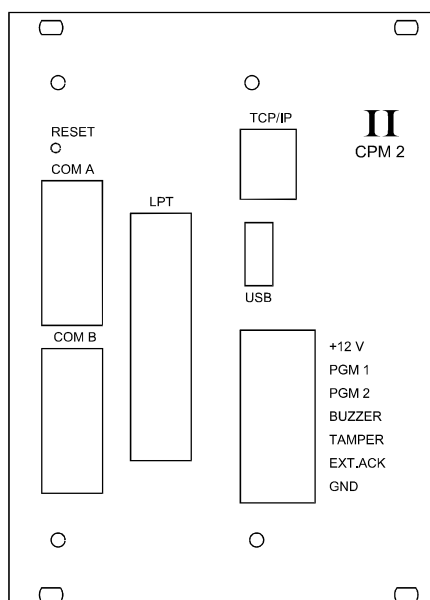 TCP/IP
II
RESET
CPM 2
COM A
LPT
USB
COM B
+12 V
PGM 1
PGM 2
BUZZER
TAMPER
EXT.ACK
GND